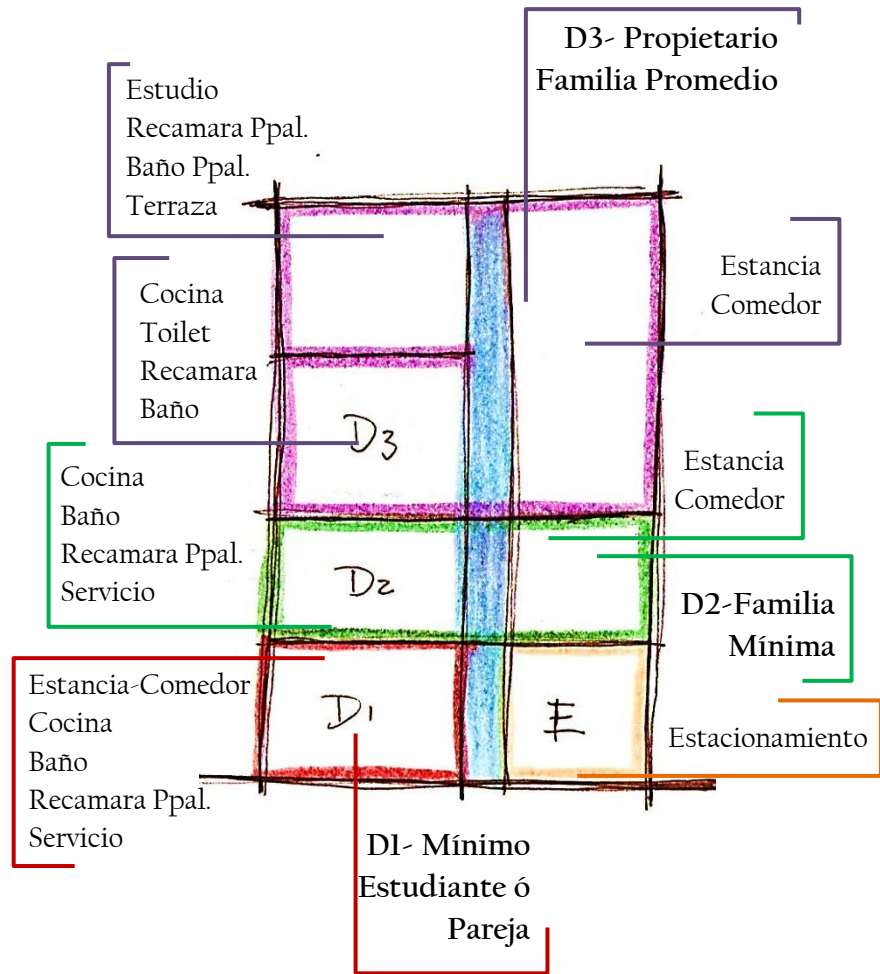 D3- Propietario
Familia Promedio
Estudio
Recamara Ppal.
Baño Ppal.
Terraza
Estancia
Comedor
Cocina
Toilet
Recamara
Baño
D3
Estancia
Comedor
Cocina
Baño
Recamara Ppal.
Servicio
D2
D2-Familia
Mínima
Estancia-Comedor
Cocina
Baño
Recamara Ppal.
Servicio
D1
E
Estacionamiento
D1- Mínimo
Estudiante ó
Pareja